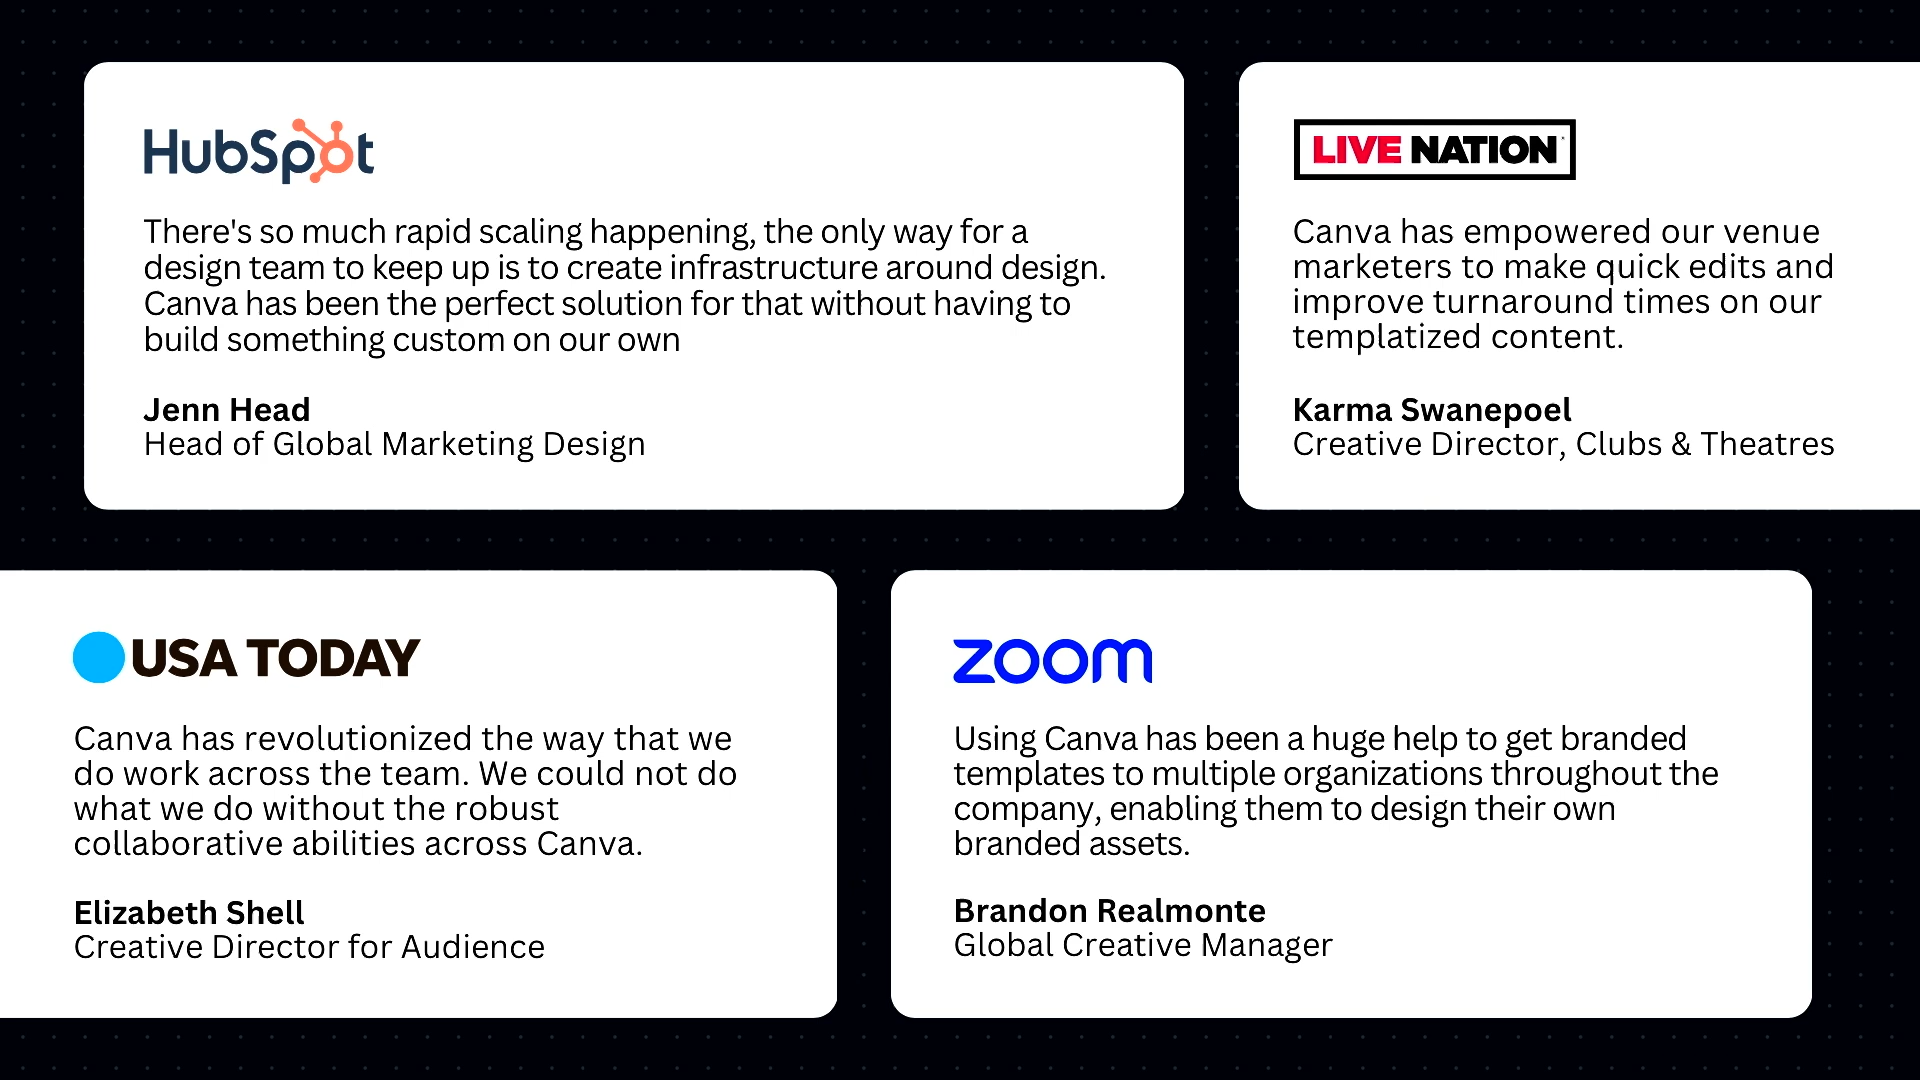 HubSpot
There's so much rapid scaling happening, the only way for a
design team to keep up is to create infrastructure around design.
Canva has been the perfect solution for that without having to
build something custom on our own
Jenn Head
Head of Global Marketing Design
LIVE NATION
Canva has empowered our venue
marketers to make quick edits and
improve turnaround times on our
templatized content.
Karma Swanepoel
Creative Director, Clubs & Theatres
USA TODAY
Canva has revolutionized the way that we
do work across the team. We could not do
what we do without the robust
collaborative abilities across Canva.
Elizabeth Shell
Creative Director for Audience
zoom
Using Canva has been a huge help to get branded
templates to multiple organizations throughout the
company, enabling them to design their own
branded assets.
Brandon Realmonte
Global Creative Manager